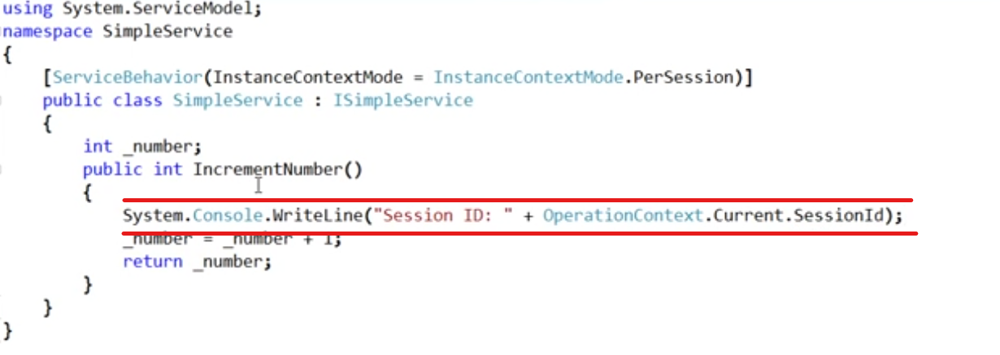 using System.ServiceModel;
namespace SimpleService
{
    [ServiceBehavior(InstanceContextMode = InstanceContextMode.PerSession)]
    public class SimpleService : ISimpleService
    {
        int _number;
        public int IncrementNumber()
        {
            System.Console.WriteLine("Session ID: " + OperationContext.Current.SessionId);
            _number = _number + 1;
            return _number;
        }
    }
}